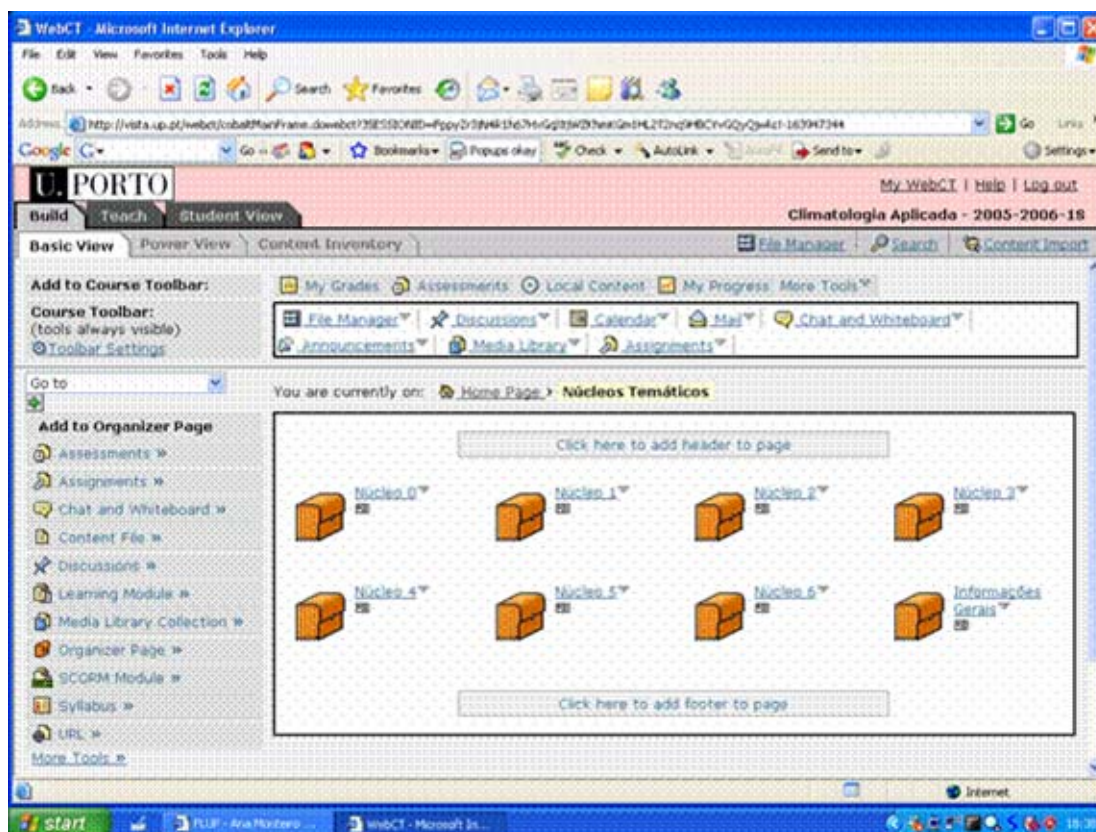 WebCT - Microsoft Internet Explorer
File Edit View Favorites Tools Help
Back Search Favorites
Address
Go Links
Google G Go Bookmarks Popups okay Check AutoLink AutoFill Send to Settings
U. PORTO
My WebCT | Help | Log out
Build Teach Student View
Climatologia Aplicada - 2005-2006-1S
Basic View Power View Content Inventory
File Manager Search Content Import
Add to Course Toolbar:
My Grades Assessments Local Content My Progress More Tools
Course Toolbar:
(tools always visible)
Toolbar Settings
File Manager Discussions Calendar Mail Chat and Whiteboard
Announcements Media Library Assignments
Go to
You are currently on: Home Page > Núcleos Temáticos
Add to Organizer Page
Assessments »
Assignments »
Chat and Whiteboard »
Content File »
Discussions »
Learning Module »
Media Library Collection »
Organizer Page »
SCORM Module »
Syllabus »
URL »
More Tools »
Click here to add header to page
Núcleo 0 Núcleo 1 Núcleo 2 Núcleo 3
Núcleo 4 Núcleo 5 Núcleo 6 Informações
Gerais
Click here to add footer to page
Internet
start FLUP - Ana Monteiro ... WebCT - Microsoft In...